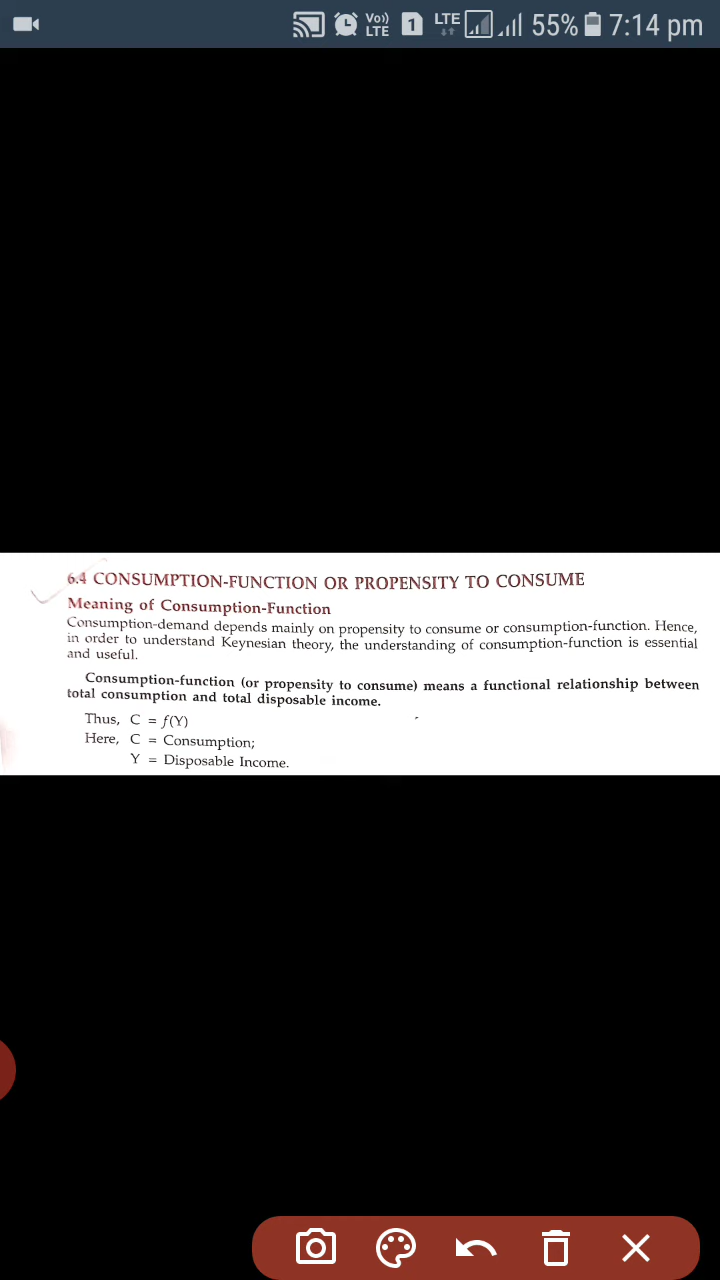 Vo)) LTE 1 LTE 55% 7:14 pm
6.4 CONSUMPTION-FUNCTION OR PROPENSITY TO CONSUME
Meaning of Consumption-Function
Consumption-demand depends mainly on propensity to consume or consumption-function. Hence,
in order to understand Keynesian theory, the understanding of consumption-function is essential
and useful.
Consumption-function (or propensity to consume) means a functional relationship between
total consumption and total disposable income.
Thus, C = f(Y)
Here, C = Consumption;
Y = Disposable Income.